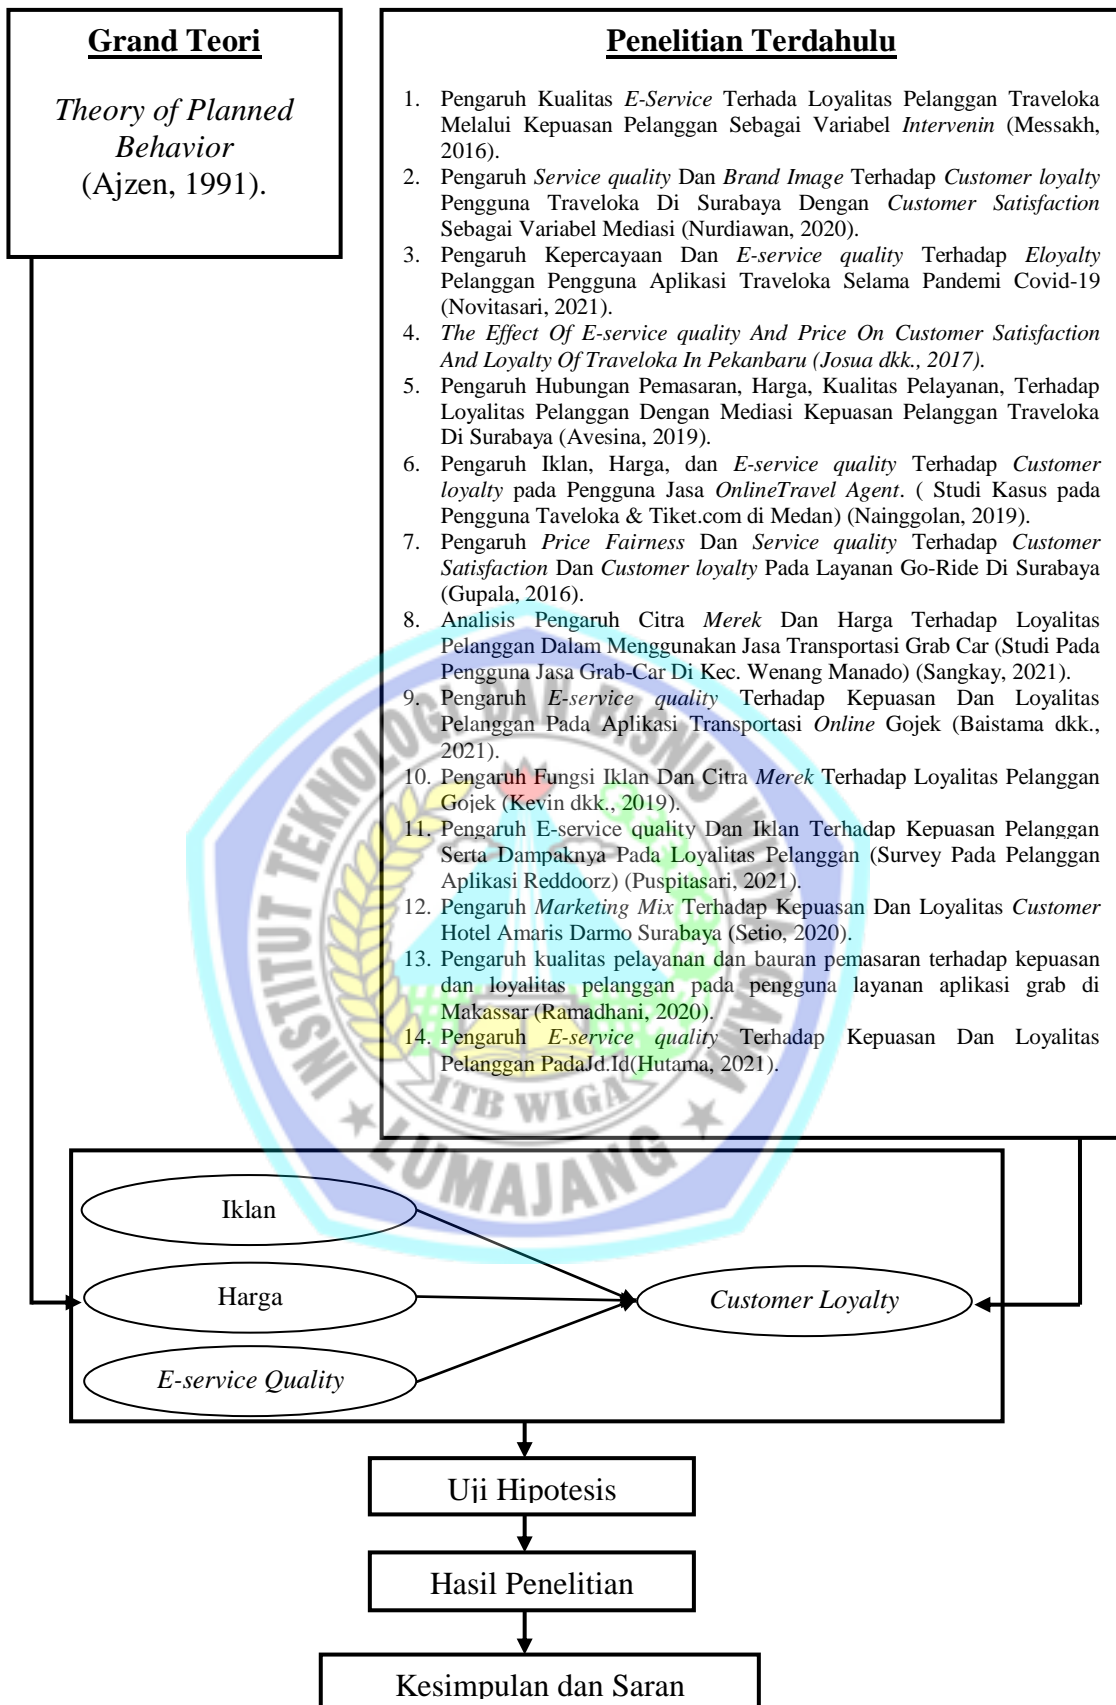 Grand Teori
Theory of Planned
Behavior
(Ajzen, 1991).
Penelitian Terdahulu
1. Pengaruh Kualitas E-Service Terhada Loyalitas Pelanggan Traveloka
Melalui Kepuasan Pelanggan Sebagai Variabel Intervenin (Messakh,
2016).
2. Pengaruh Service quality Dan Brand Image Terhadap Customer loyalty
Pengguna Traveloka Di Surabaya Dengan Customer Satisfaction
Sebagai Variabel Mediasi (Nurdiawan, 2020).
3. Pengaruh Kepercayaan Dan E-service quality Terhadap Eloyalty
Pelanggan Pengguna Aplikasi Traveloka Selama Pandemi Covid-19
(Novitasari, 2021).
4. The Effect Of E-service quality And Price On Customer Satisfaction
And Loyalty Of Traveloka In Pekanbaru (Josua dkk., 2017).
5. Pengaruh Hubungan Pemasaran, Harga, Kualitas Pelayanan, Terhadap
Loyalitas Pelanggan Dengan Mediasi Kepuasan Pelanggan Traveloka
Di Surabaya (Avesina, 2019).
6. Pengaruh Iklan, Harga, dan E-service quality Terhadap Customer
loyalty pada Pengguna Jasa OnlineTravel Agent. ( Studi Kasus pada
Pengguna Taveloka & Tiket.com di Medan) (Nainggolan, 2019).
7. Pengaruh Price Fairness Dan Service quality Terhadap Customer
Satisfaction Dan Customer loyalty Pada Layanan Go-Ride Di Surabaya
(Gupala, 2016).
8. Analisis Pengaruh Citra Merek Dan Harga Terhadap Loyalitas
Pelanggan Dalam Menggunakan Jasa Transportasi Grab Car (Studi Pada
Pengguna Jasa Grab-Car Di Kec. Wenang Manado) (Sangkay, 2021).
9. Pengaruh E-service quality Terhadap Kepuasan Dan Loyalitas
Pelanggan Pada Aplikasi Transportasi Online Gojek (Baistama dkk.,
2021).
10. Pengaruh Fungsi Iklan Dan Citra Merek Terhadap Loyalitas Pelanggan
Gojek (Kevin dkk., 2019).
11. Pengaruh E-service quality Dan Iklan Terhadap Kepuasan Pelanggan
Serta Dampaknya Pada Loyalitas Pelanggan (Survey Pada Pelanggan
Aplikasi Reddoorz) (Puspitasari, 2021).
12. Pengaruh Marketing Mix Terhadap Kepuasan Dan Loyalitas Customer
Hotel Amaris Darmo Surabaya (Setio, 2020).
13. Pengaruh kualitas pelayanan dan bauran pemasaran terhadap kepuasan
dan loyalitas pelanggan pada pengguna layanan aplikasi grab di
Makassar (Ramadhani, 2020).
14. Pengaruh E-service quality Terhadap Kepuasan Dan Loyalitas
Pelanggan PadaJd.Id(Hutama, 2021).
INSTITUT TEKNOLOGI DAN BISNIS WIDYA GAMA
ITB WIGA
LUMAJANG
Iklan
Harga
Customer Loyalty
E-service Quality
Uji Hipotesis
Hasil Penelitian
Kesimpulan dan Saran